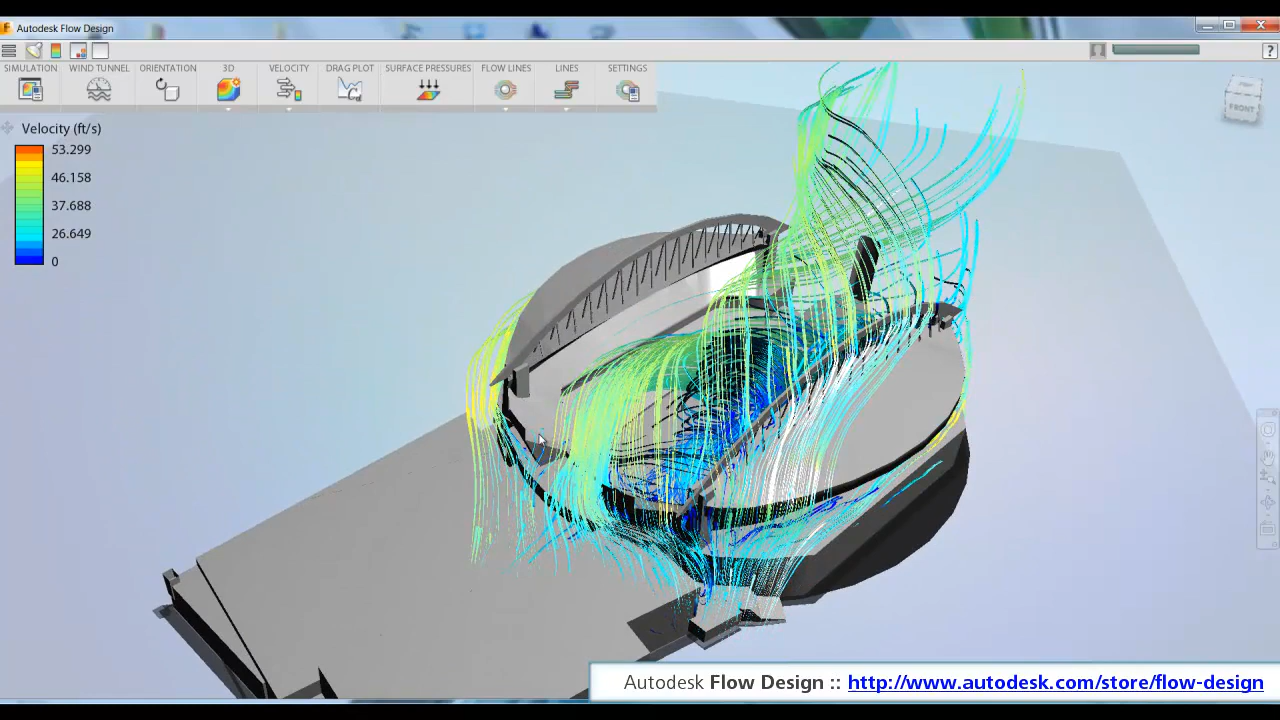 Autodesk Flow Design
SIMULATION WIND TUNNEL ORIENTATION 3D VELOCITY DRAG PLOT SURFACE PRESSURES FLOW LINES LINES SETTINGS
Velocity (ft/s)
53.299
46.158
37.688
26.649
0
FRONT
Autodesk Flow Design :: http://www.autodesk.com/store/flow-design